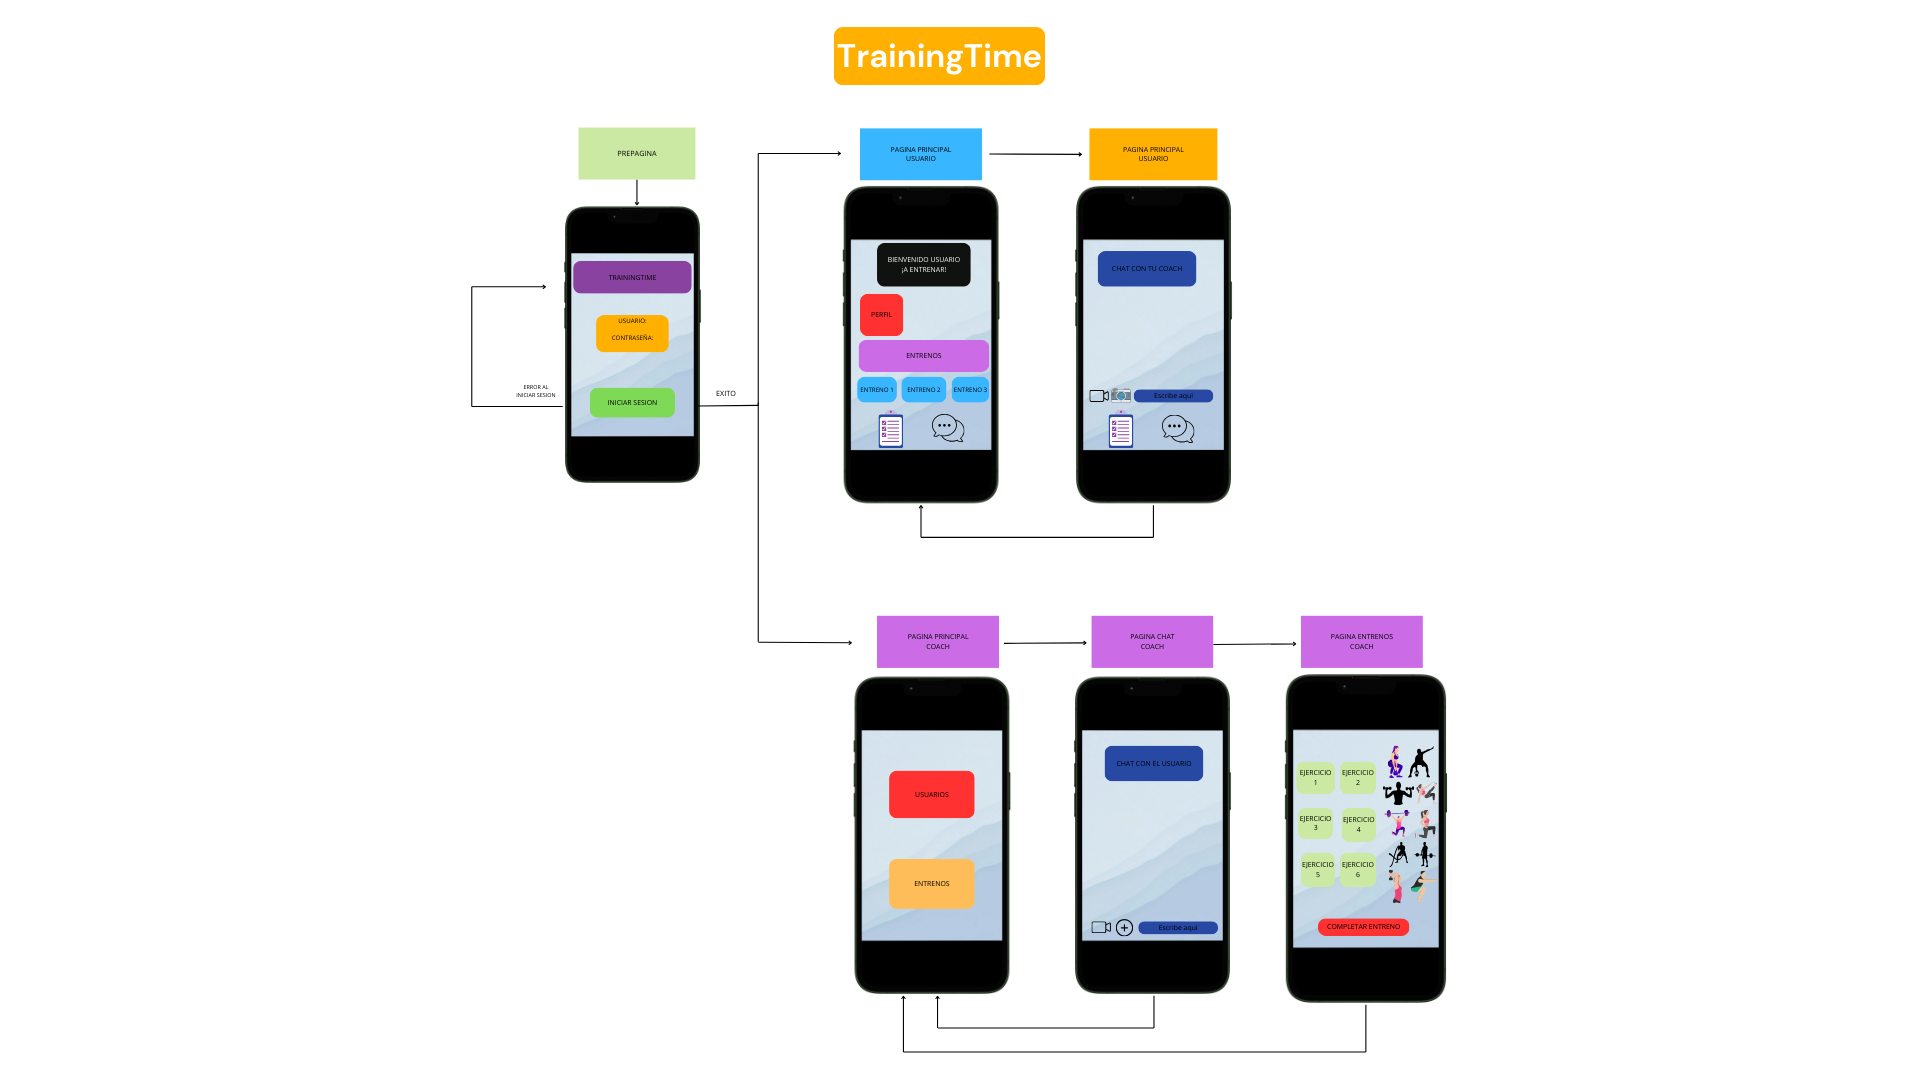 TrainingTime
PREPAGINA
PAGINA PRINCIPAL
USUARIO
PAGINA PRINCIPAL
USUARIO
TRAININGTIME
USUARIO:
CONTRASEÑA:
INICIAR SESION
ERROR AL
INICIAR SESION
EXITO
BIENVENIDO USUARIO
¡A ENTRENAR!
PERFIL
ENTRENOS
ENTRENO 1
ENTRENO 2
ENTRENO 3
CHAT CON TU COACH
Escribe aqui
PAGINA PRINCIPAL
COACH
PAGINA CHAT
COACH
PAGINA ENTRENOS
COACH
USUARIOS
ENTRENOS
CHAT CON EL USUARIO
Escribe aqui
EJERCICIO
1
EJERCICIO
2
EJERCICIO
3
EJERCICIO
4
EJERCICIO
5
EJERCICIO
6
COMPLETAR ENTRENO